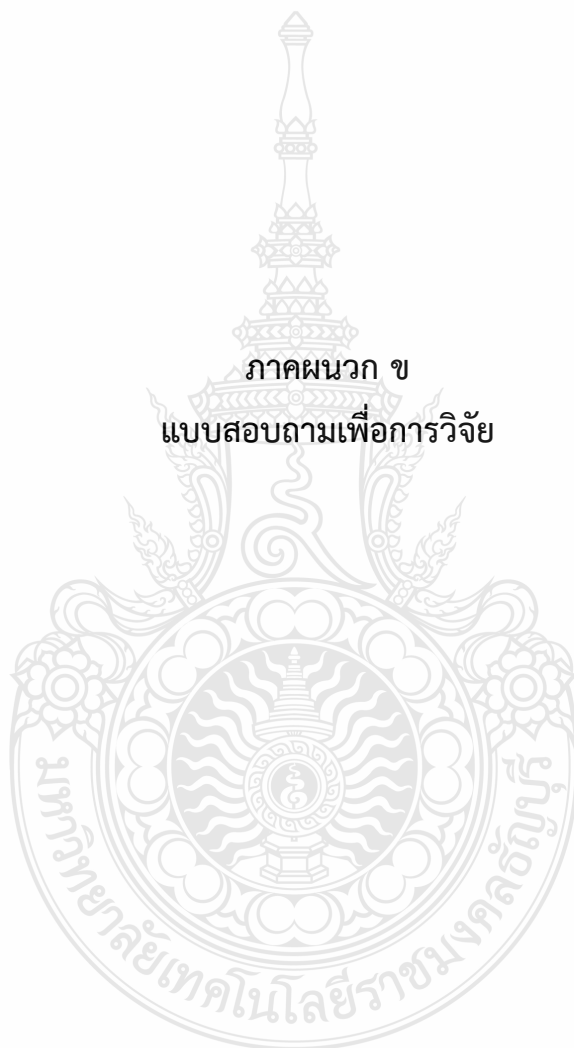 ภาคผนวก ข
แบบสอบถามเพื่อการวิจัย
มหาวิทยาลัยเทคโนโลยีราชมงคลธัญบุรี